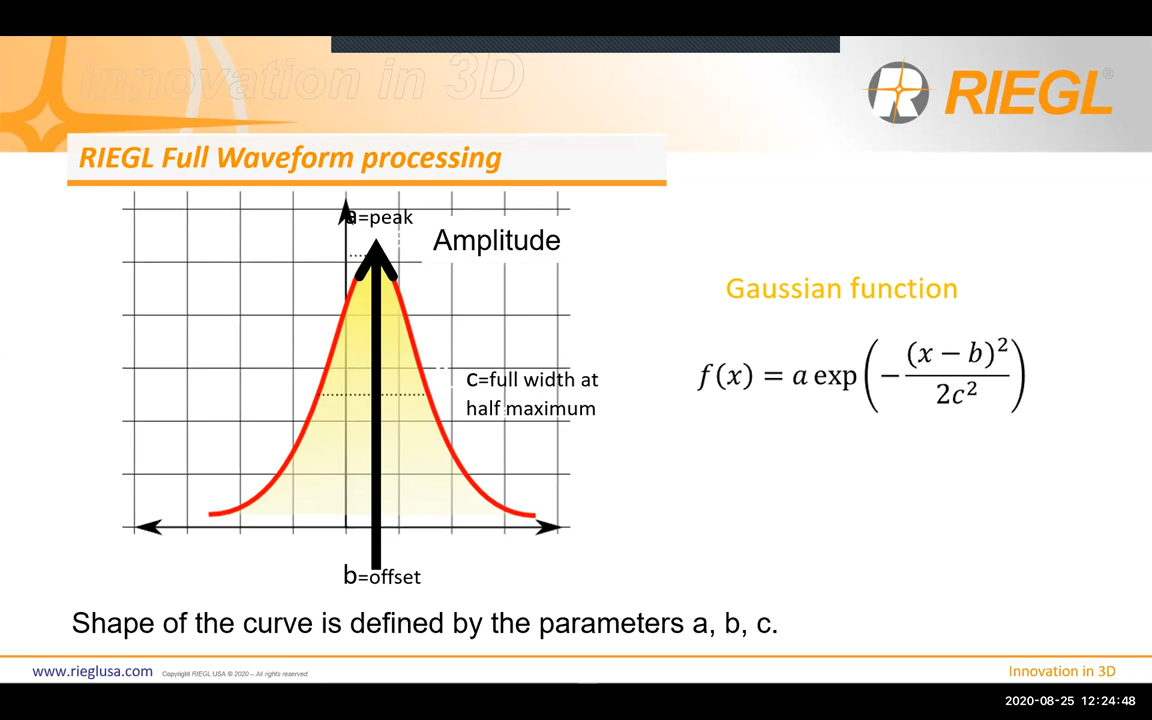 Innovation in 3D
RIEGL®
RIEGL Full Waveform processing
a=peak
Amplitude
Gaussian function
f(x) = a exp(−(x − b)²/2c²)
C=full width at
half maximum
b=offset
Shape of the curve is defined by the parameters a, b, c.
www.rieglusa.com Copyright RIEGL USA © 2020 – All rights reserved. Innovation in 3D
2020-08-25 12:24:48